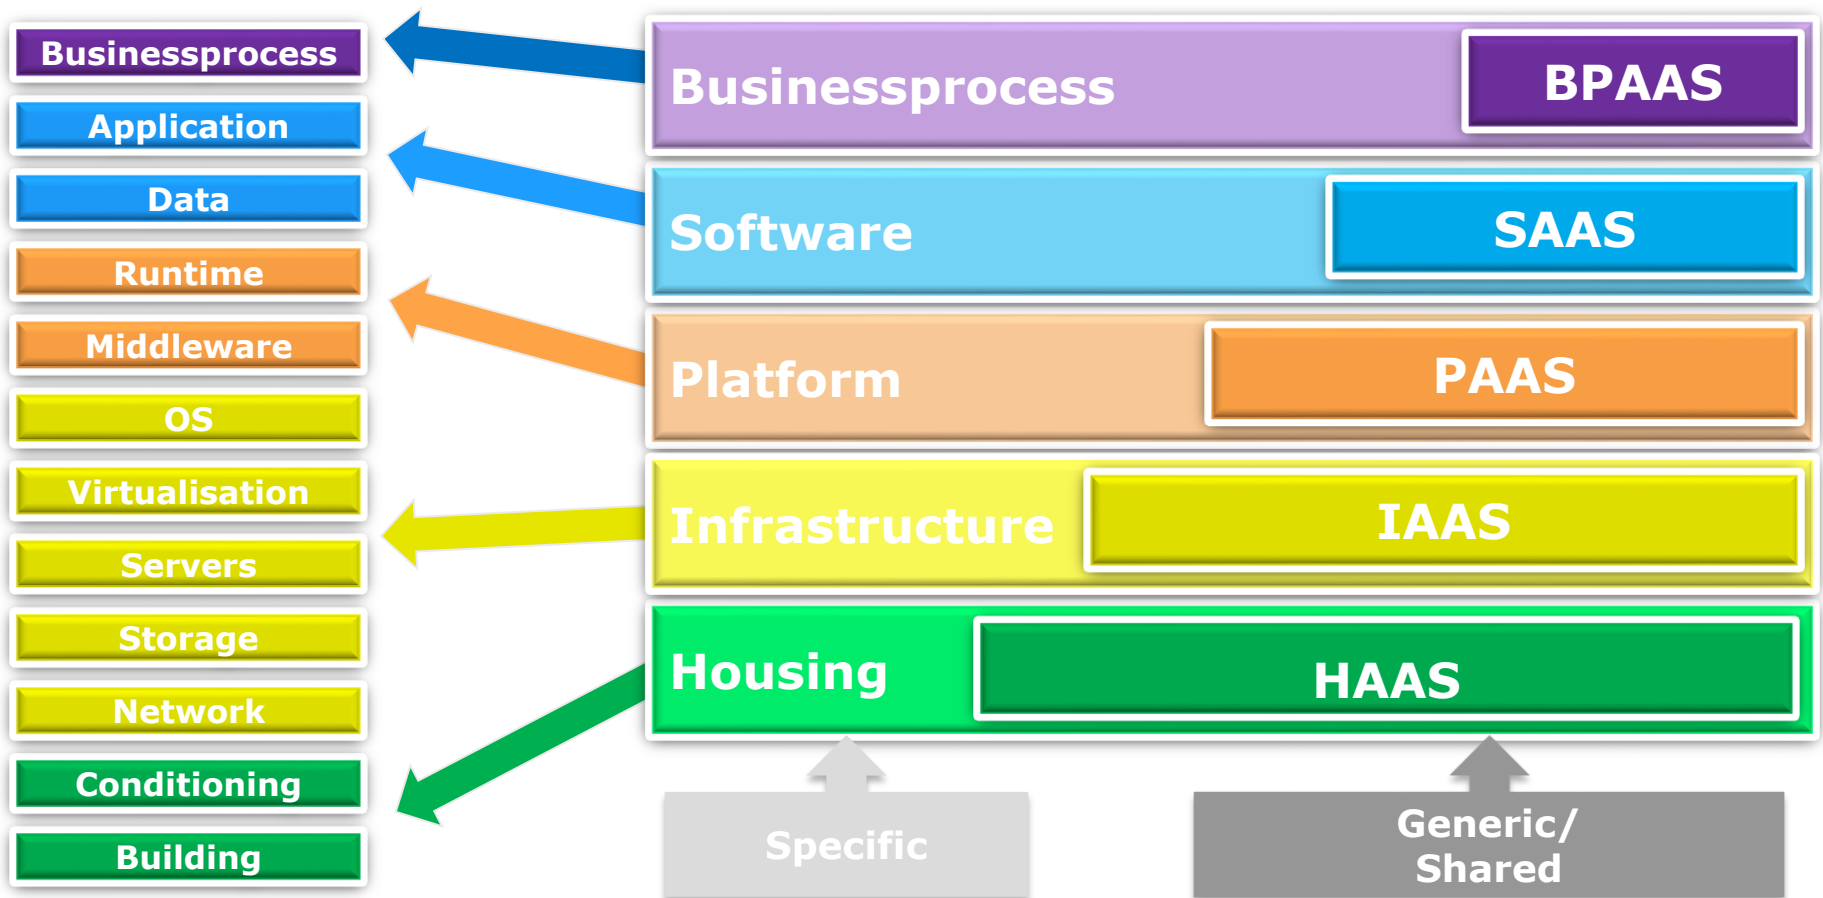 Businessprocess
Application
Data
Runtime
Middleware
OS
Virtualisation
Servers
Storage
Network
Conditioning
Building
Businessprocess
BPAAS
Software
SAAS
Platform
PAAS
Infrastructure
IAAS
Housing
HAAS
Specific
Generic/
Shared